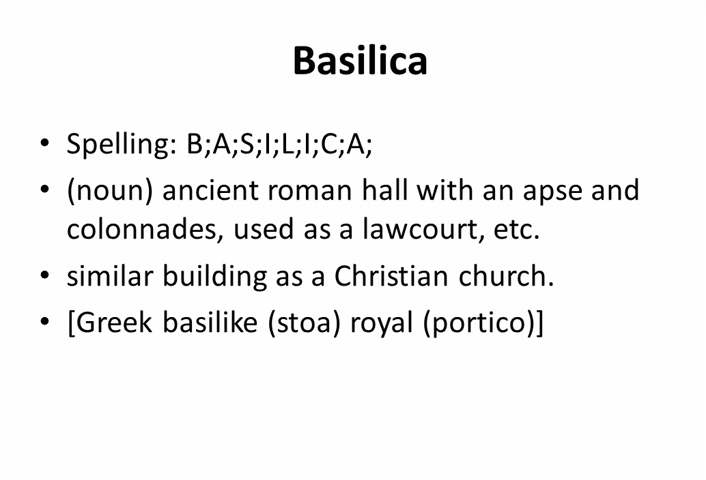 Basilica
• Spelling: B;A;S;I;L;I;C;A;
• (noun) ancient roman hall with an apse and
colonnades, used as a lawcourt, etc.
• similar building as a Christian church.
• [Greek basilike (stoa) royal (portico)]